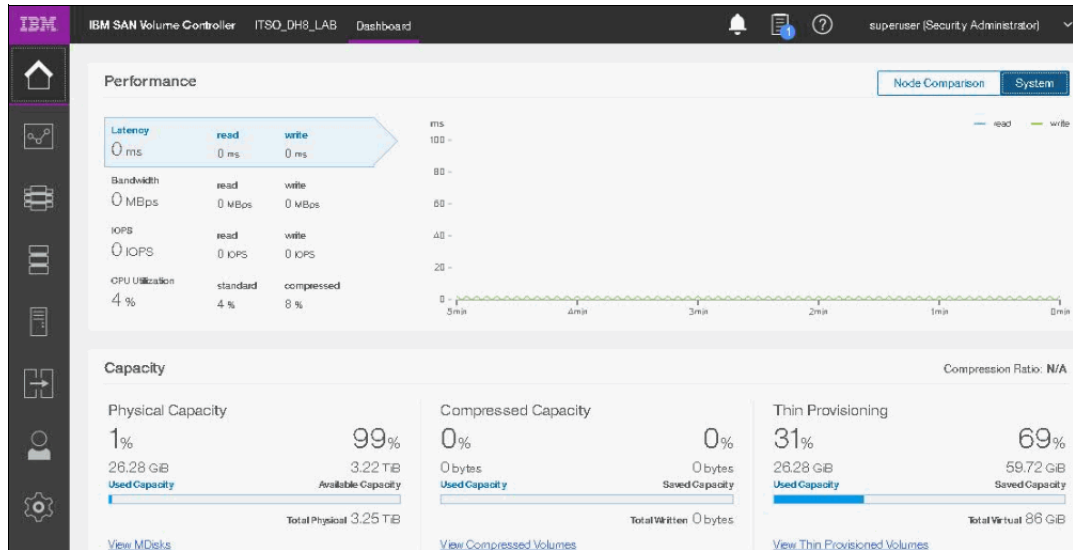 IBM IBM SAN Volume Controller ITSO_DH8_LAB Dashboard 1 ? superuser (Security Administrator)
Performance
Node Comparison System
Latency read write
0 ms 0 ms 0 ms
Bandwidth read write
0 MBps 0 MBps 0 MBps
IOPS read write
0 IOPS 0 IOPS 0 IOPS
CPU Utilization standard compressed
4 % 4 % 8 %
ms
read write
100
80
60
40
20
0
5min 4min 3min 2min 1min 0min
Capacity
Compression Ratio: N/A
Physical Capacity
1% 99%
26.28 GiB 3.22 TiB
Used Capacity Available Capacity
Total Physical 3.25 TiB
View MDisks
Compressed Capacity
0% 0%
0 bytes 0 bytes
Used Capacity Saved Capacity
Total Written 0 bytes
View Compressed Volumes
Thin Provisioning
31% 69%
26.28 GiB 59.72 GiB
Used Capacity Saved Capacity
Total Virtual 86 GiB
View Thin Provisioned Volumes